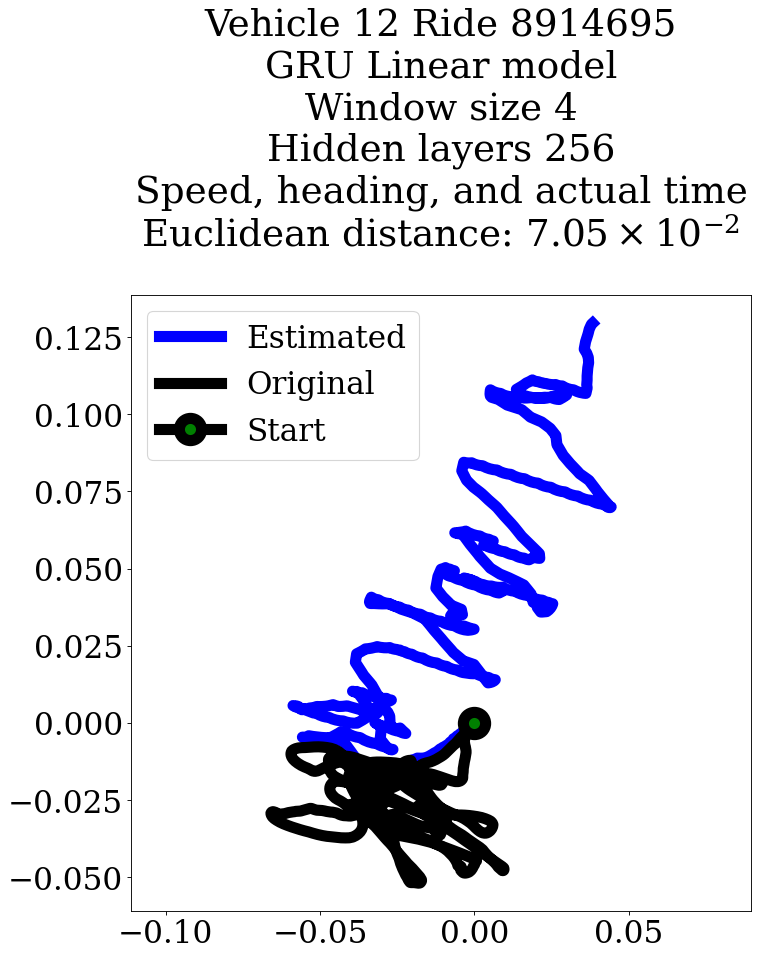 Vehicle 12 Ride 8914695
GRU Linear model
Window size 4
Hidden layers 256
Speed, heading, and actual time
Euclidean distance: 7.05 × 10⁻²
Estimated
Original
Start
0.125
0.100
0.075
0.050
0.025
0.000
−0.025
−0.050
−0.10
−0.05
0.00
0.05